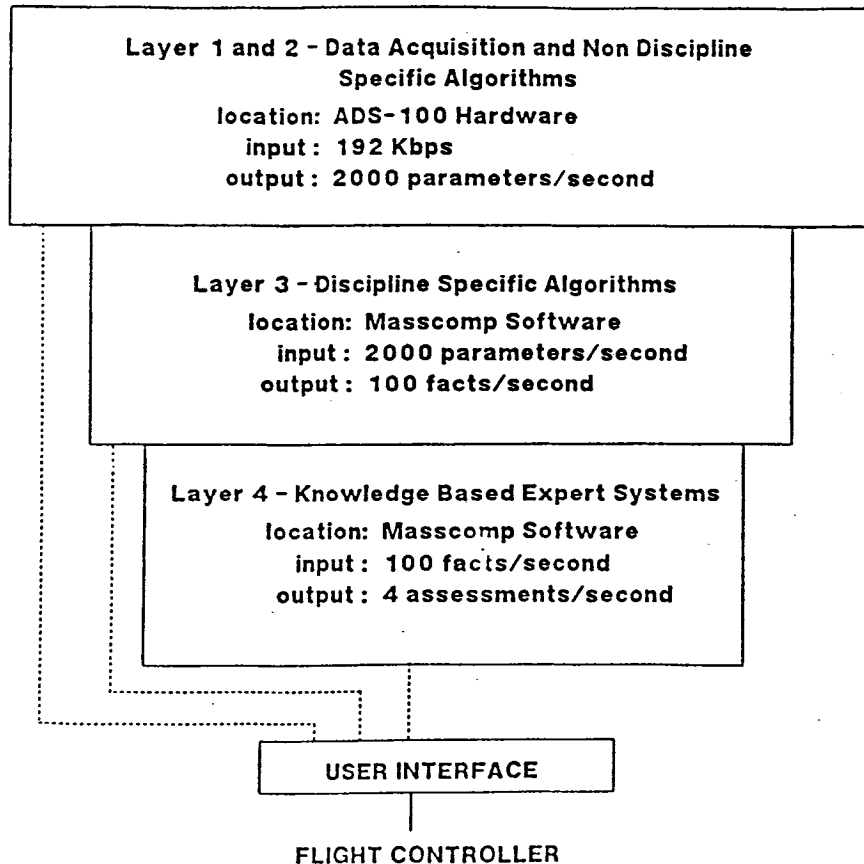 Layer 1 and 2 - Data Acquisition and Non Discipline
Specific Algorithms
location: ADS-100 Hardware
input: 192 Kbps
output: 2000 parameters/second
Layer 3 - Discipline Specific Algorithms
location: Masscomp Software
input: 2000 parameters/second
output: 100 facts/second
Layer 4 - Knowledge Based Expert Systems
location: Masscomp Software
input: 100 facts/second
output: 4 assessments/second
USER INTERFACE
FLIGHT CONTROLLER